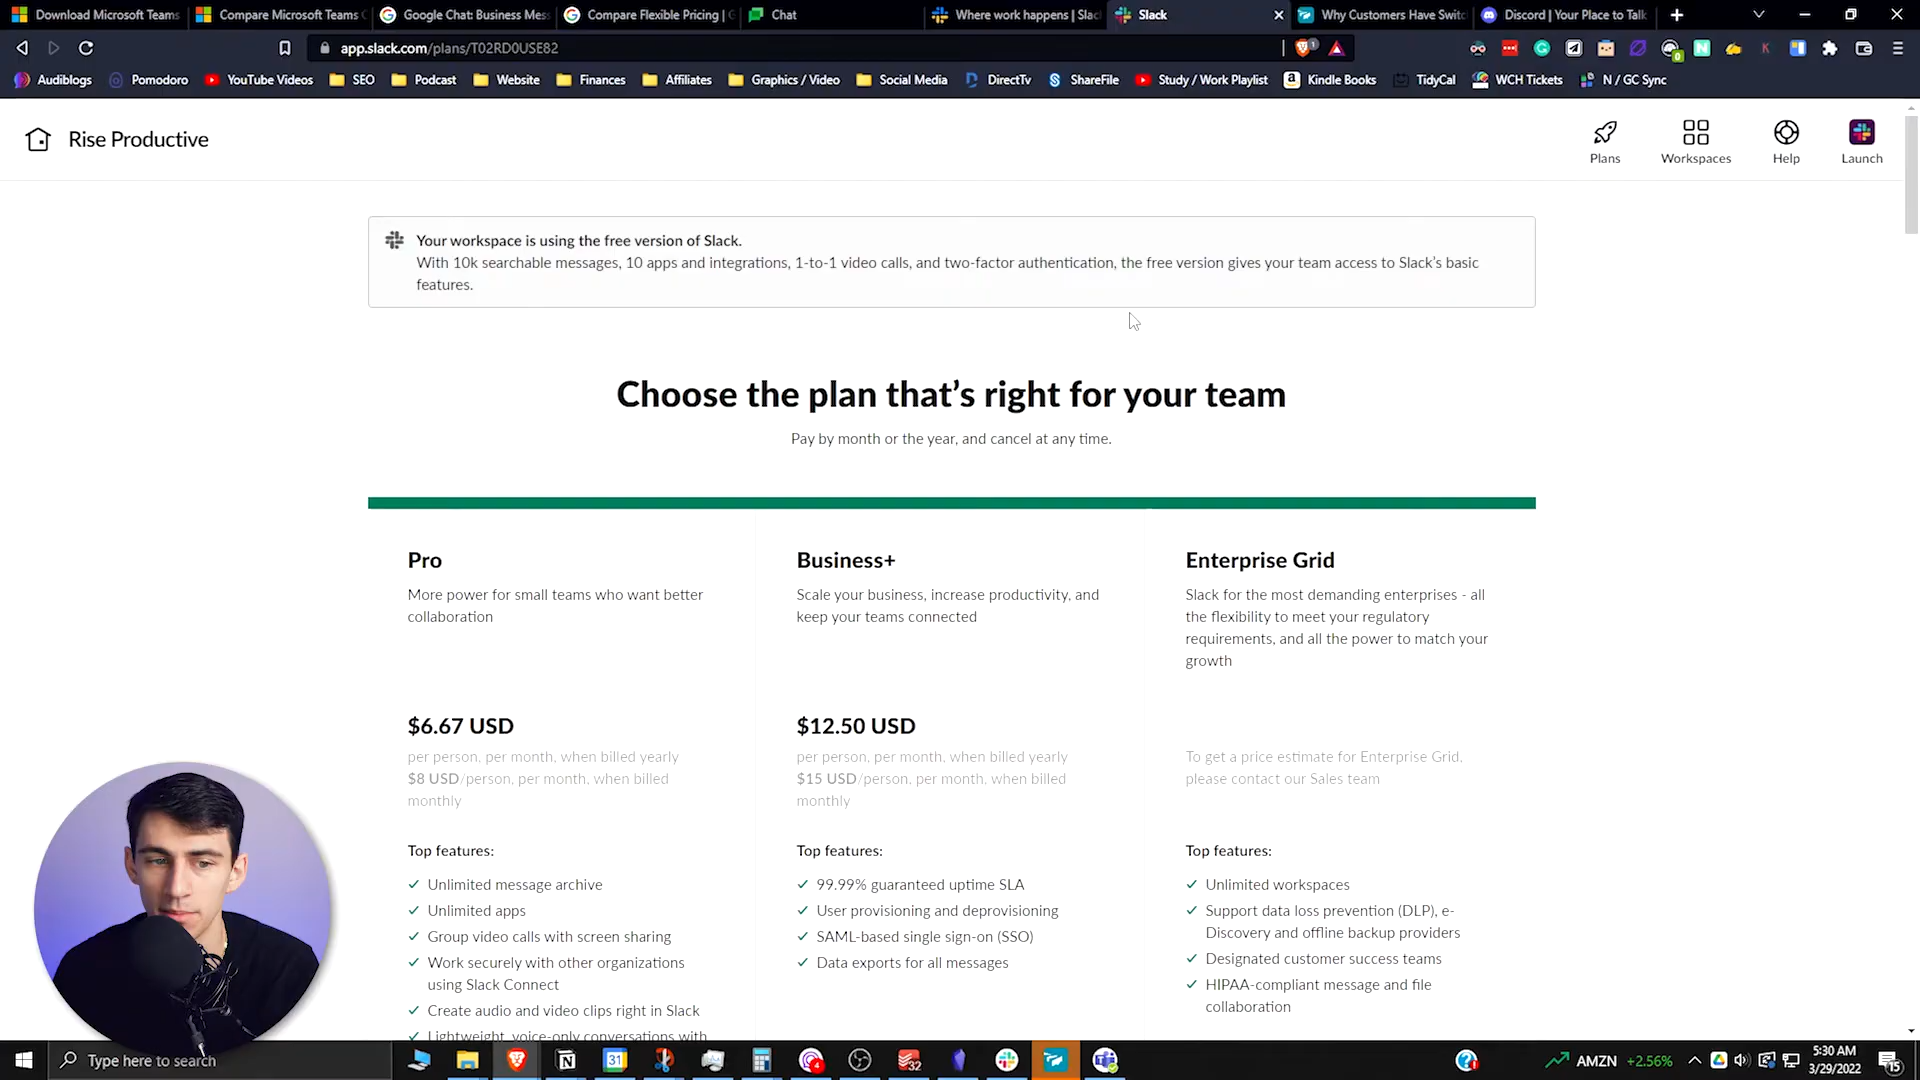 Download Microsoft Teams
Compare Microsoft Teams
Google Chat: Business Mes
Compare Flexible Pricing |
Chat
Where work happens | Slac
Slack
Why Customers Have Switc
Discord | Your Place to Talk
app.slack.com/plans/T02RD0USE82
Audiblogs
Pomodoro
YouTube Videos
SEO
Podcast
Website
Finances
Affiliates
Graphics / Video
Social Media
DirectTv
ShareFile
Study / Work Playlist
Kindle Books
TidyCal
WCH Tickets
N / GC Sync
Rise Productive
Plans
Workspaces
Help
Launch
Your workspace is using the free version of Slack.
With 10k searchable messages, 10 apps and integrations, 1-to-1 video calls, and two-factor authentication, the free version gives your team access to Slack's basic
features.
Choose the plan that's right for your team
Pay by month or the year, and cancel at any time.
Pro
More power for small teams who want better
collaboration
$6.67 USD
per person, per month, when billed yearly
$8 USD/person, per month, when billed
monthly
Top features:
Unlimited message archive
Unlimited apps
Group video calls with screen sharing
Work securely with other organizations
using Slack Connect
Create audio and video clips right in Slack
Lightweight, voice-only conversations with
Business+
Scale your business, increase productivity, and
keep your teams connected
$12.50 USD
per person, per month, when billed yearly
$15 USD/person, per month, when billed
monthly
Top features:
99.99% guaranteed uptime SLA
User provisioning and deprovisioning
SAML-based single sign-on (SSO)
Data exports for all messages
Enterprise Grid
Slack for the most demanding enterprises - all
the flexibility to meet your regulatory
requirements, and all the power to match your
growth
To get a price estimate for Enterprise Grid,
please contact our Sales team
Top features:
Unlimited workspaces
Support data loss prevention (DLP), e-
Discovery and offline backup providers
Designated customer success teams
HIPAA-compliant message and file
collaboration
Type here to search
31
4
32
AMZN +2.56%
5:30 AM
3/29/2022
15